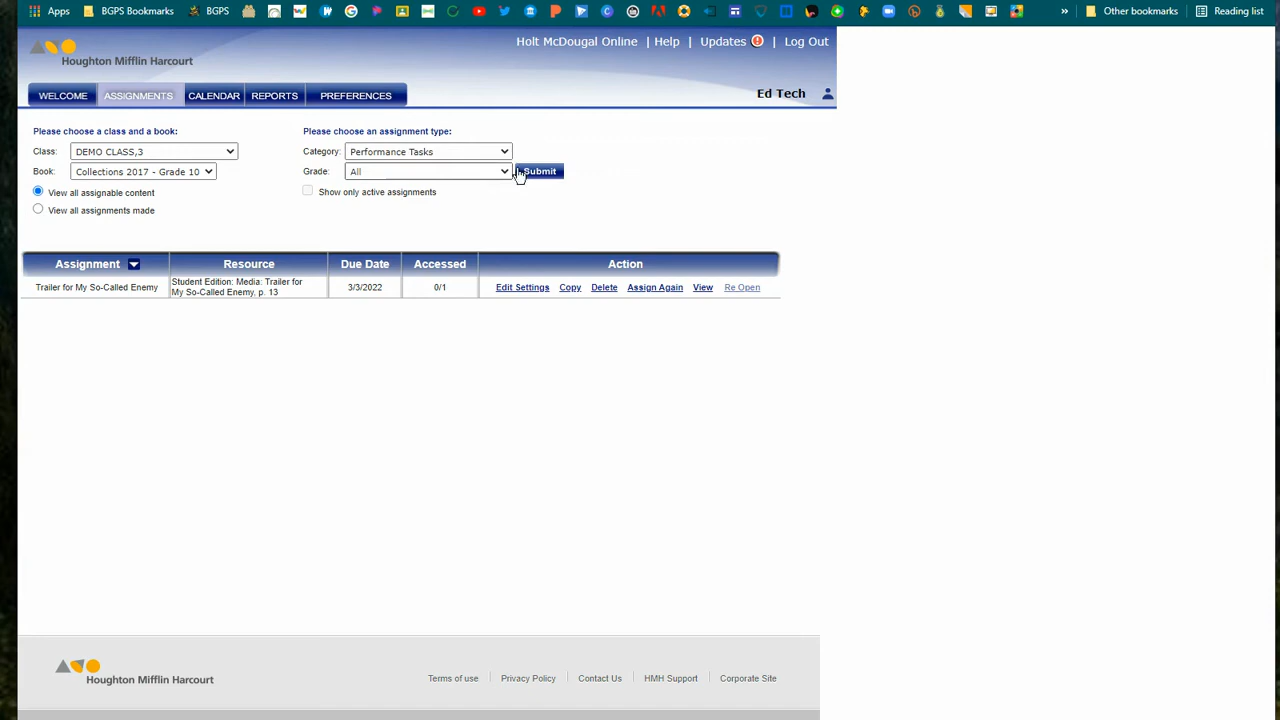 Apps
BGPS Bookmarks
BGPS
»
Other bookmarks
Reading list
Houghton Mifflin Harcourt
Holt McDougal Online | Help | Updates | Log Out
WELCOME ASSIGNMENTS CALENDAR REPORTS PREFERENCES
Ed Tech
Please choose a class and a book:
Class: DEMO CLASS,3
Book: Collections 2017 - Grade 10
View all assignable content
View all assignments made
Please choose an assignment type:
Category: Performance Tasks
Grade: All
Submit
Show only active assignments
Assignment Resource Due Date Accessed Action
Trailer for My So-Called Enemy
Student Edition: Media: Trailer for
My So-Called Enemy, p. 13
3/3/2022
0/1
Edit Settings Copy Delete Assign Again View Re Open
Houghton Mifflin Harcourt
Terms of use | Privacy Policy | Contact Us | HMH Support | Corporate Site